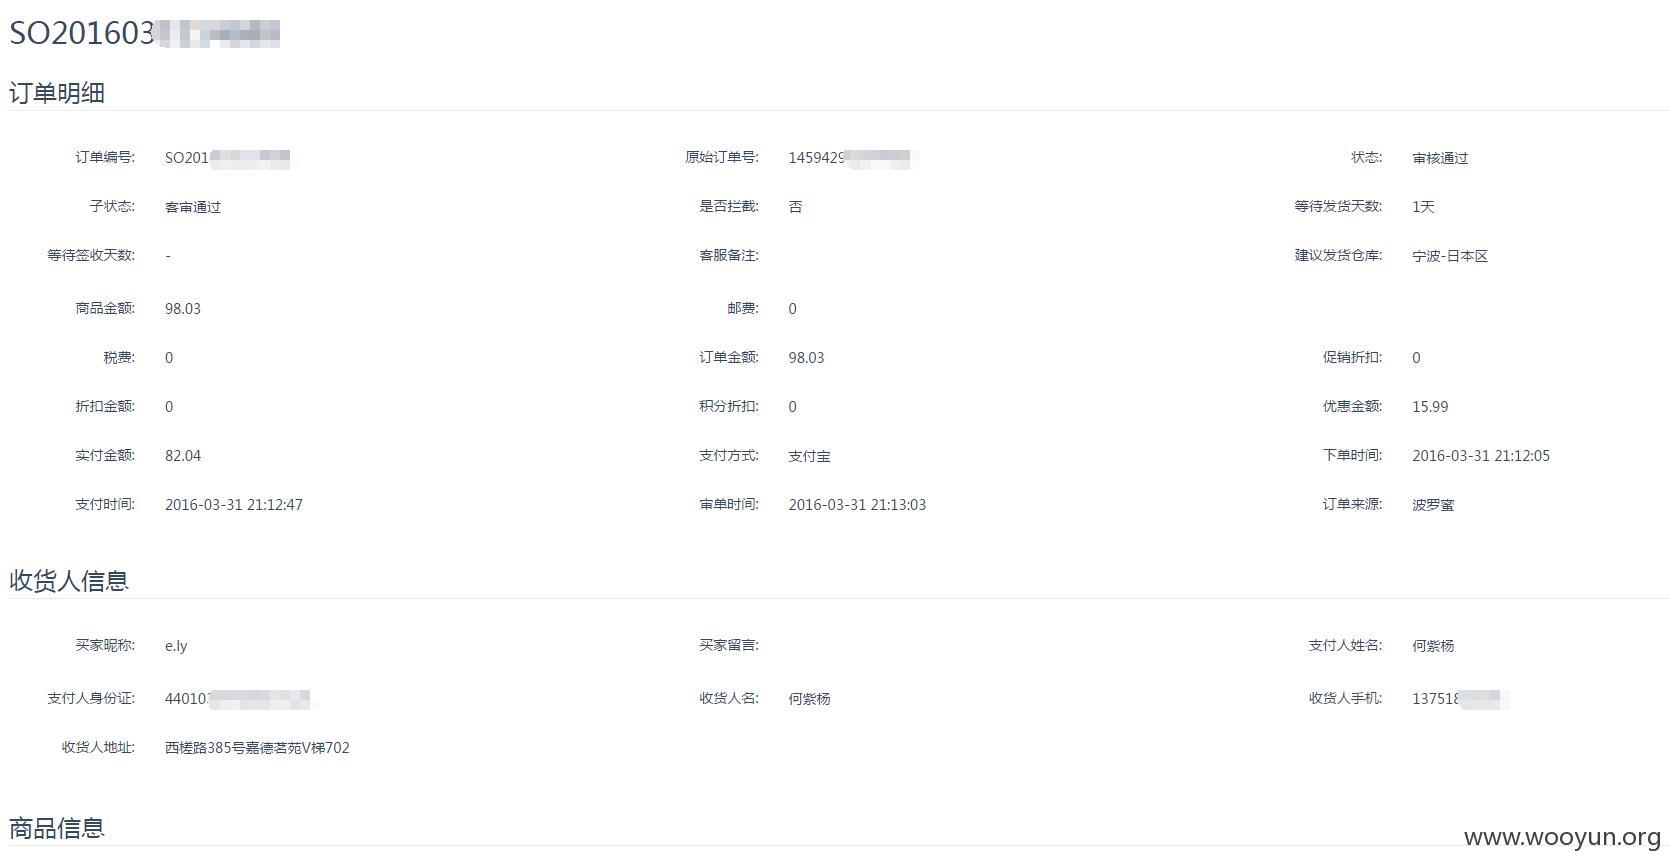 SO201603
订单明细
订单编号: SO201 原始订单号: 1459429 状态: 审核通过
子状态: 客审通过 是否拦截: 否 等待发货天数: 1天
等待签收天数: - 客服备注: 建议发货仓库: 宁波-日本区
商品金额: 98.03 邮费: 0
税费: 0 订单金额: 98.03 促销折扣: 0
折扣金额: 0 积分折扣: 0 优惠金额: 15.99
实付金额: 82.04 支付方式: 支付宝 下单时间: 2016-03-31 21:12:05
支付时间: 2016-03-31 21:12:47 审单时间: 2016-03-31 21:13:03 订单来源: 波罗蜜
收货人信息
买家昵称: e.ly 买家留言: 支付人姓名: 何紫杨
支付人身份证: 44010 收货人名: 何紫杨 收货人手机: 13751
收货人地址: 西槎路385号嘉德茗苑V梯702
商品信息
www.wooyun.org